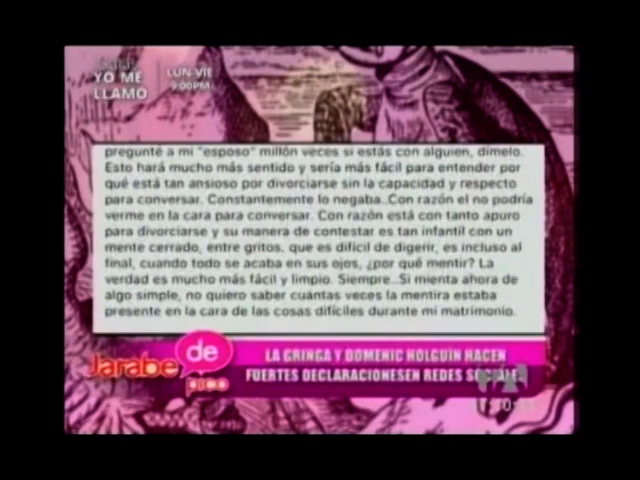 YO ME
LLAMO
LUN-VIE
9:00PM
pregunté a mi "esposo" millón veces si estás con alguien, dímelo.
Esto hará mucho más sentido y sería más fácil para entender por
qué está tan ansioso por divorciarse sin la capacidad y respecto
para conversar. Constantemente lo negaba..Con razón el no podría
verme en la cara para conversar. Con razón está con tanto apuro
para divorciarse y su manera de contestar es tan infantil con un
mente cerrado, entre gritos. que es dificil de digerir, es incluso al
final, cuando todo se acaba en sus ojos, ¿por qué mentir? La
verdad es mucho más fácil y limpio. Siempre..Si mienta ahora de
algo simple, no quiero saber cuántas veces la mentira estaba
presente en la cara de las cosas difíciles durante mi matrimonio.
Jarabe de pico
LA GRINGA Y DOMENIC HOLGUÍN HACEN
FUERTES DECLARACIONESEN REDES